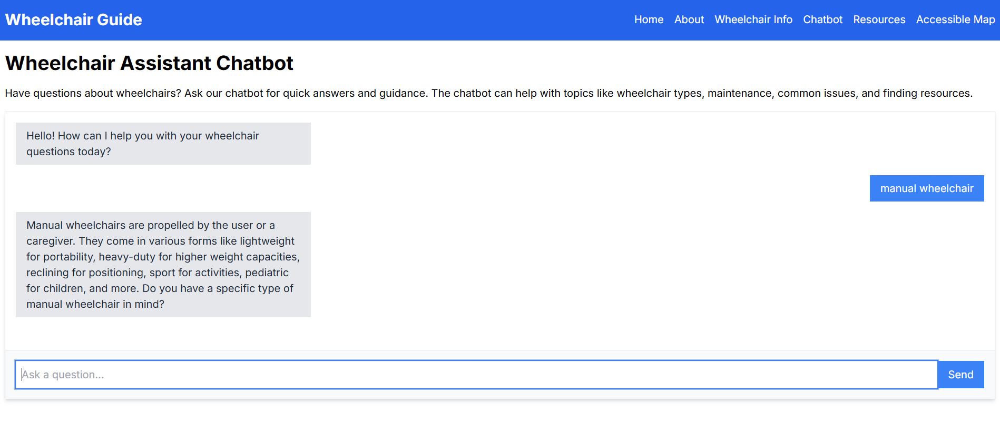 Wheelchair Guide
Home About Wheelchair Info Chatbot Resources Accessible Map
Wheelchair Assistant Chatbot
Have questions about wheelchairs? Ask our chatbot for quick answers and guidance. The chatbot can help with topics like wheelchair types, maintenance, common issues, and finding resources.
Hello! How can I help you with your wheelchair
questions today?
manual wheelchair
Manual wheelchairs are propelled by the user or a
caregiver. They come in various forms like lightweight
for portability, heavy-duty for higher weight capacities,
reclining for positioning, sport for activities, pediatric
for children, and more. Do you have a specific type of
manual wheelchair in mind?
Ask a question...
Send